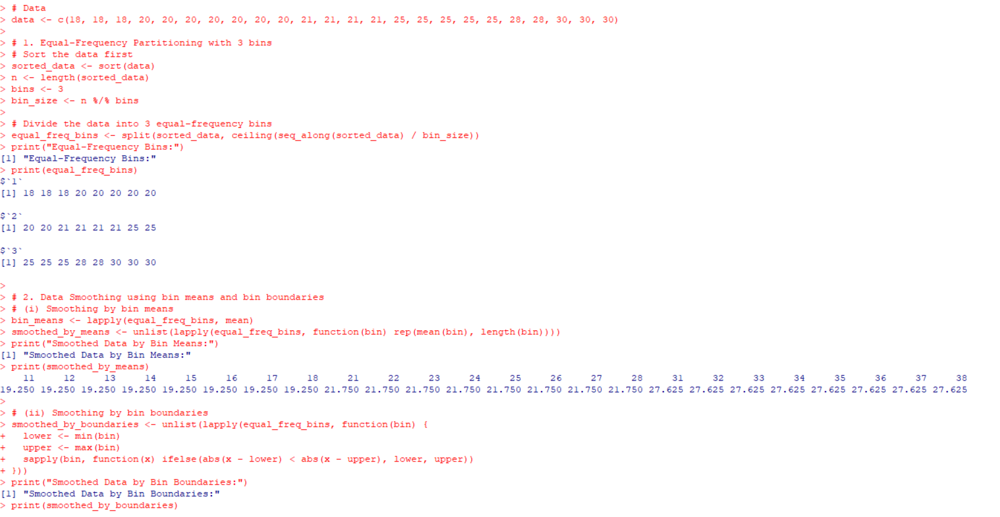 > # Data
> data <- c(18, 18, 18, 20, 20, 20, 20, 20, 20, 20, 21, 21, 21, 21, 25, 25, 25, 25, 25, 28, 28, 30, 30, 30)
>
> # 1. Equal-Frequency Partitioning with 3 bins
> # Sort the data first
> sorted_data <- sort(data)
> n <- length(sorted_data)
> bins <- 3
> bin_size <- n %/% bins
>
> # Divide the data into 3 equal-frequency bins
> equal_freq_bins <- split(sorted_data, ceiling(seq_along(sorted_data) / bin_size))
> print("Equal-Frequency Bins:")
[1] "Equal-Frequency Bins:"
> print(equal_freq_bins)
$`1`
[1] 18 18 18 20 20 20 20 20

$`2`
[1] 20 20 21 21 21 21 25 25

$`3`
[1] 25 25 25 28 28 30 30 30

>
> # 2. Data Smoothing using bin means and bin boundaries
> # (i) Smoothing by bin means
> bin_means <- lapply(equal_freq_bins, mean)
> smoothed_by_means <- unlist(lapply(equal_freq_bins, function(bin) rep(mean(bin), length(bin))))
> print("Smoothed Data by Bin Means:")
[1] "Smoothed Data by Bin Means:"
> print(smoothed_by_means)
    11     12     13     14     15     16     17     18     21     22     23     24     25     26     27     28     31     32     33     34     35     36     37     38
19.250 19.250 19.250 19.250 19.250 19.250 19.250 19.250 21.750 21.750 21.750 21.750 21.750 21.750 21.750 21.750 27.625 27.625 27.625 27.625 27.625 27.625 27.625 27.625
>
> # (ii) Smoothing by bin boundaries
> smoothed_by_boundaries <- unlist(lapply(equal_freq_bins, function(bin) {
+   lower <- min(bin)
+   upper <- max(bin)
+   sapply(bin, function(x) ifelse(abs(x - lower) < abs(x - upper), lower, upper))
+ }))
> print("Smoothed Data by Bin Boundaries:")
[1] "Smoothed Data by Bin Boundaries:"
> print(smoothed_by_boundaries)